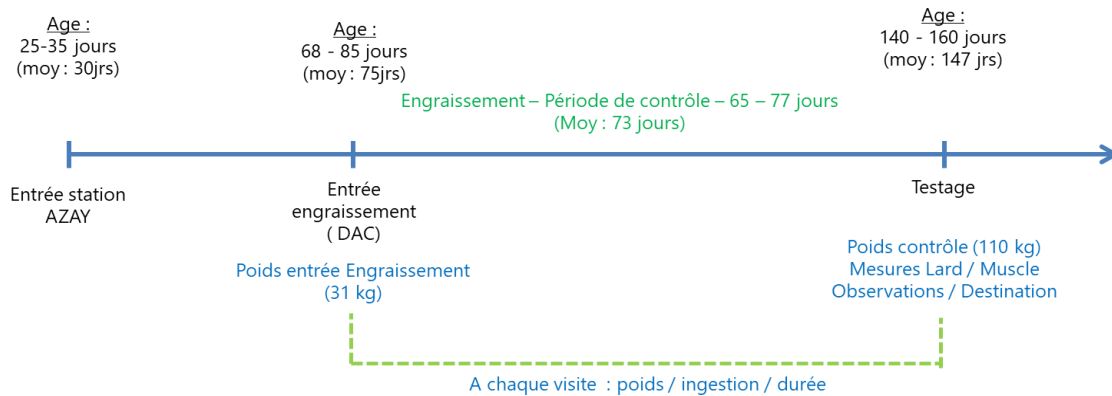 Age :
25-35 jours
(moy : 30jrs)
Age :
68 - 85 jours
(moy : 75jrs)
Age :
140 - 160 jours
(moy : 147 jrs)
Engraissement – Période de contrôle – 65 – 77 jours
(Moy : 73 jours)
Entrée station
AZAY
Entrée
engraissement
( DAC)
Testage
Poids entrée Engraissement
(31 kg)
Poids contrôle (110 kg)
Mesures Lard / Muscle
Observations / Destination
A chaque visite : poids / ingestion / durée